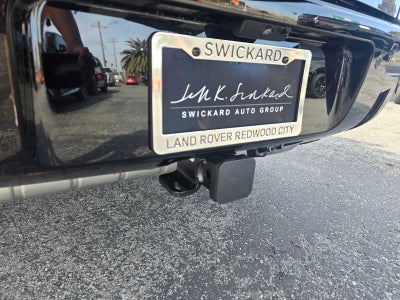 SWICKARD
SWICKARD AUTO GROUP
LAND ROVER REDWOOD CITY